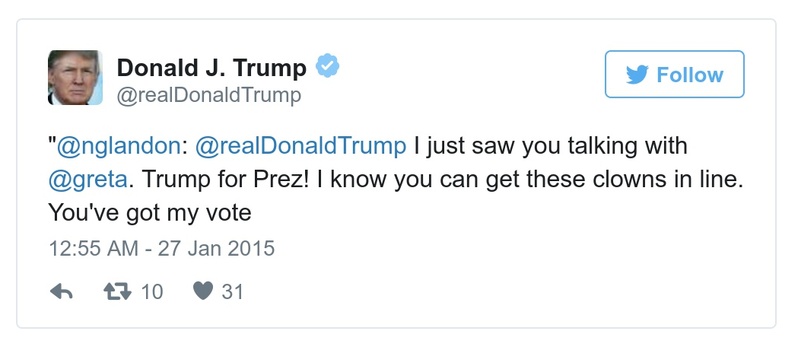 Donald J. Trump
@realDonaldTrump
Follow
"@nglandon: @realDonaldTrump I just saw you talking with
@greta. Trump for Prez! I know you can get these clowns in line.
You've got my vote
12:55 AM - 27 Jan 2015
10 31